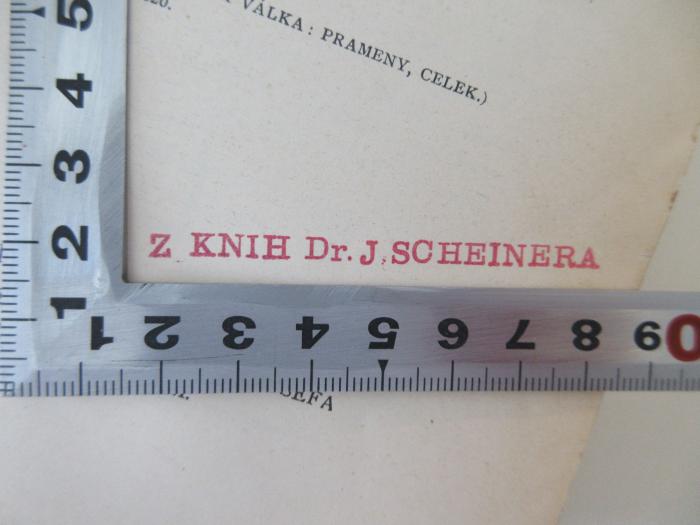 VÁLKA: PRAMENY, CELEK.)
Z KNIH Dr. J. SCHEINERA
5
4
3
2
1
1 2 3 4 5 6 7 8 9 0